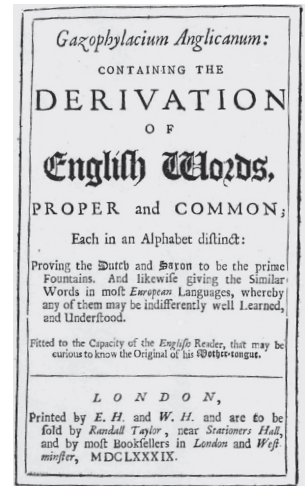 Gazophylacium Anglicanum:
CONTAINING THE
DERIVATION
OF
Engliſh Words,
PROPER and COMMON;
Each in an Alphabet diſtinct:
Proving the Dutch and Saxon to be the prime
Fountains. And likewiſe giving the Similar
Words in moſt European Languages, whereby
any of them may be indifferently well Learned,
and Underſtood.
Fitted to the Capacity of the Engliſh Reader, that may be
curious to know the Original of his Mother-tongue.
LONDON,
Printed by E. H. and W. H. and are to be
ſold by Randall Taylor, near Stationers Hall,
and by moſt Bookſellers in London and Weſt-
minſter, MDCLXXXIX.